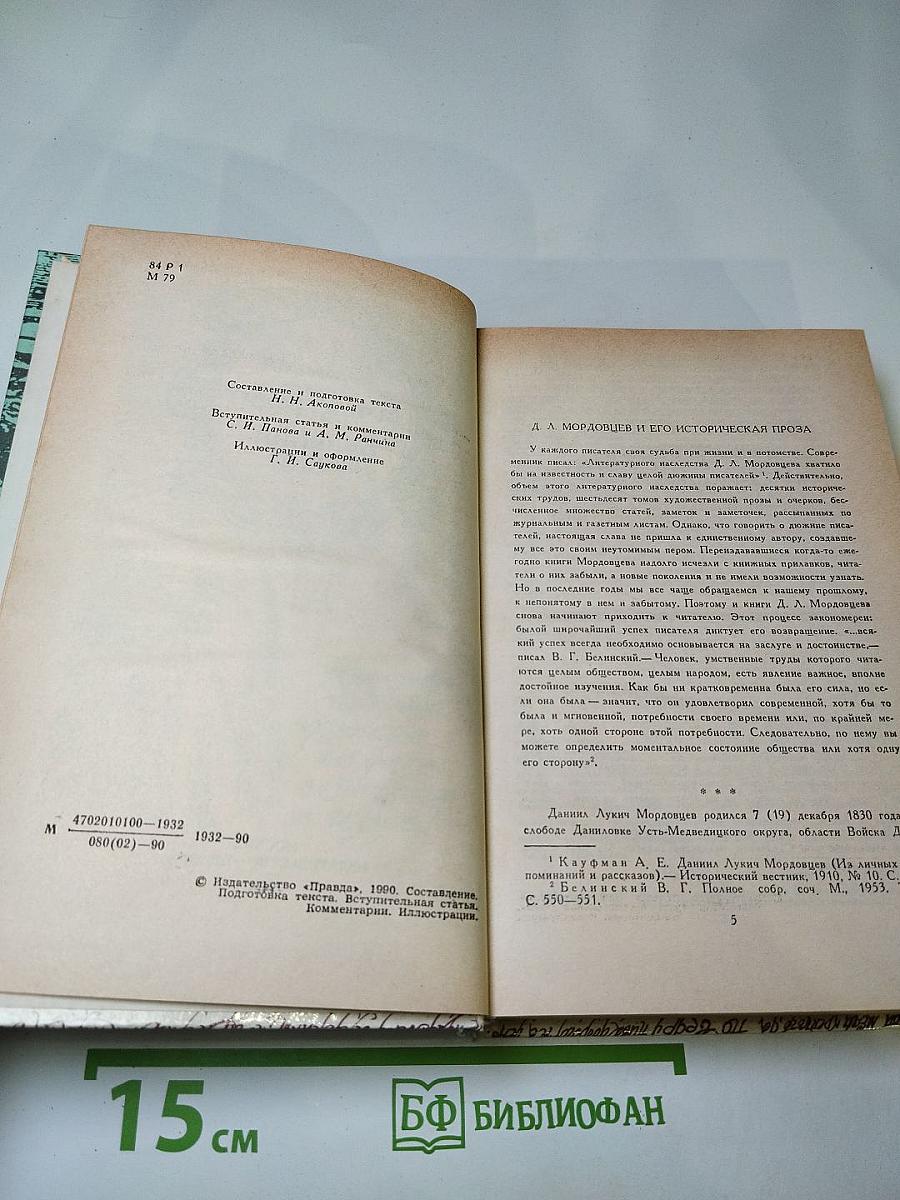 84 Р 1
М 79
Составление и подготовка текста
Н. Н. Акоповой
Вступительная статья и комментарии
С. И. Панова и А. М. Ранчина
Иллюстрации и оформление
Г. И. Саукова
М 4702010100—1932
080(02)—90
1932—90
© Издательство «Правда», 1990. Составление.
Подготовка текста. Вступительная статья.
Комментарии. Иллюстрации.
Д. Л. МОРДОВЦЕВ И ЕГО ИСТОРИЧЕСКАЯ ПРОЗА
У каждого писателя своя судьба при жизни и в потомстве. Совре-
менник писал: «Литературного наследства Д. Л. Мордовцева хватило
бы на известность и славу целой дюжины писателей» ¹. Действительно,
объем этого литературного наследства поражает: десятки историче-
ских трудов, шестьдесят томов художественной прозы и очерков, бес-
численное множество статей, заметок и заметочек, рассыпанных по
журнальным и газетным листам. Однако, что говорить о дюжине писа-
телей, настоящая слава не пришла к единственному автору, создавше-
му все это своим неутомимым пером. Переиздававшиеся когда-то еже-
годно книги Мордовцева надолго исчезли с книжных прилавков, чита-
тели о них забыли, а новые поколения и не имели возможности узнать.
Но в последние годы мы все чаще обращаемся к нашему прошлому,
к непонятому в нем и забытому. Поэтому и книги Д. Л. Мордовцева
снова начинают приходить к читателю. Этот процесс закономерен:
былой широчайший успех писателя диктует его возвращение. «...вся-
кий успех всегда необходимо основывается на заслуге и достоинстве,—
писал В. Г. Белинский.— Человек, умственные труды которого чита-
ются целым обществом, целым народом, есть явление важное, вполне
достойное изучения. Как бы ни кратковременна была его сила, но ес-
ли она была — значит, что он удовлетворил современной, хотя бы то
была и мгновенной, потребности своего времени или, по крайней ме-
ре, хоть одной стороне этой потребности. Следовательно, по нему вы
можете определить моментальное состояние общества или хотя одну
его сторону»².
* * *
Даниил Лукич Мордовцев родился 7 (19) декабря 1830 года
слободе Даниловке Усть-Медведицкого округа, области Войска Д
¹ Кауфман А. Е. Даниил Лукич Мордовцев (Из личных
поминаний и рассказов).— Исторический вестник, 1910, № 10. С.
² Белинский В. Г. Полное собр. соч. М., 1953.
С. 550—551.
5
15 см
БФ БИБЛИОФАН